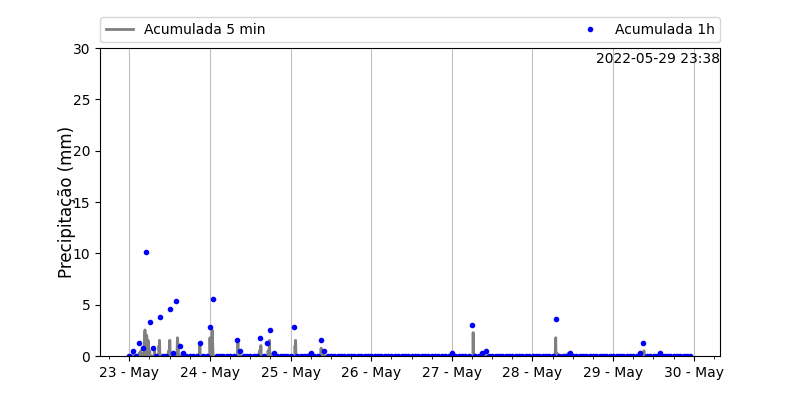 Acumulada 5 min
Acumulada 1h
2022-05-29 23:38
Precipitação (mm)
30
25
20
15
10
5
0
23 - May
24 - May
25 - May
26 - May
27 - May
28 - May
29 - May
30 - May